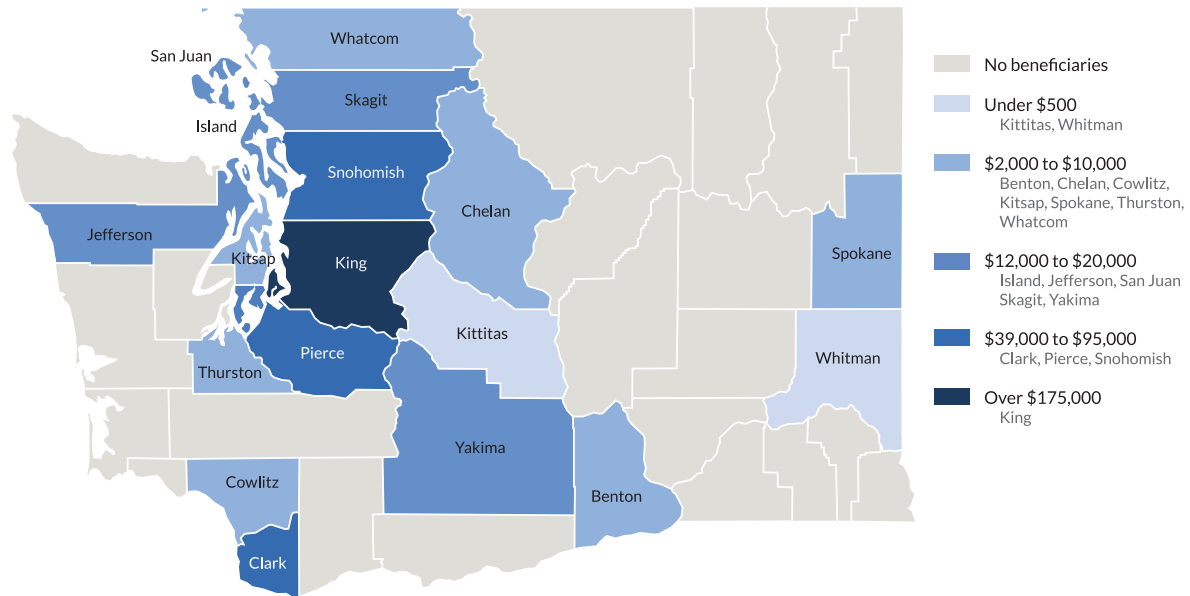 Whatcom
San Juan
Skagit
Island
Snohomish
Chelan
Jefferson
Kitsap
King
Spokane
Kittitas
Pierce
Whitman
Thurston
Yakima
Cowlitz
Benton
Clark
No beneficiaries
Under $500
Kittitas, Whitman
$2,000 to $10,000
Benton, Chelan, Cowlitz,
Kitsap, Spokane, Thurston,
Whatcom
$12,000 to $20,000
Island, Jefferson, San Juan
Skagit, Yakima
$39,000 to $95,000
Clark, Pierce, Snohomish
Over $175,000
King